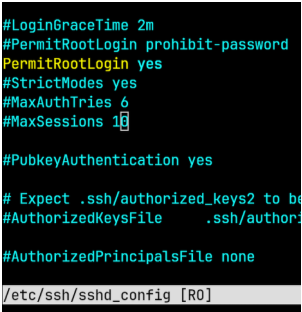 #LoginGraceTime 2m
#PermitRootLogin prohibit-password
PermitRootLogin yes
#StrictModes yes
#MaxAuthTries 6
#MaxSessions 10
#PubkeyAuthentication yes
# Expect .ssh/authorized_keys2 to be
#AuthorizedKeysFile .ssh/authori
#AuthorizedPrincipalsFile none
/etc/ssh/sshd_config [RO]